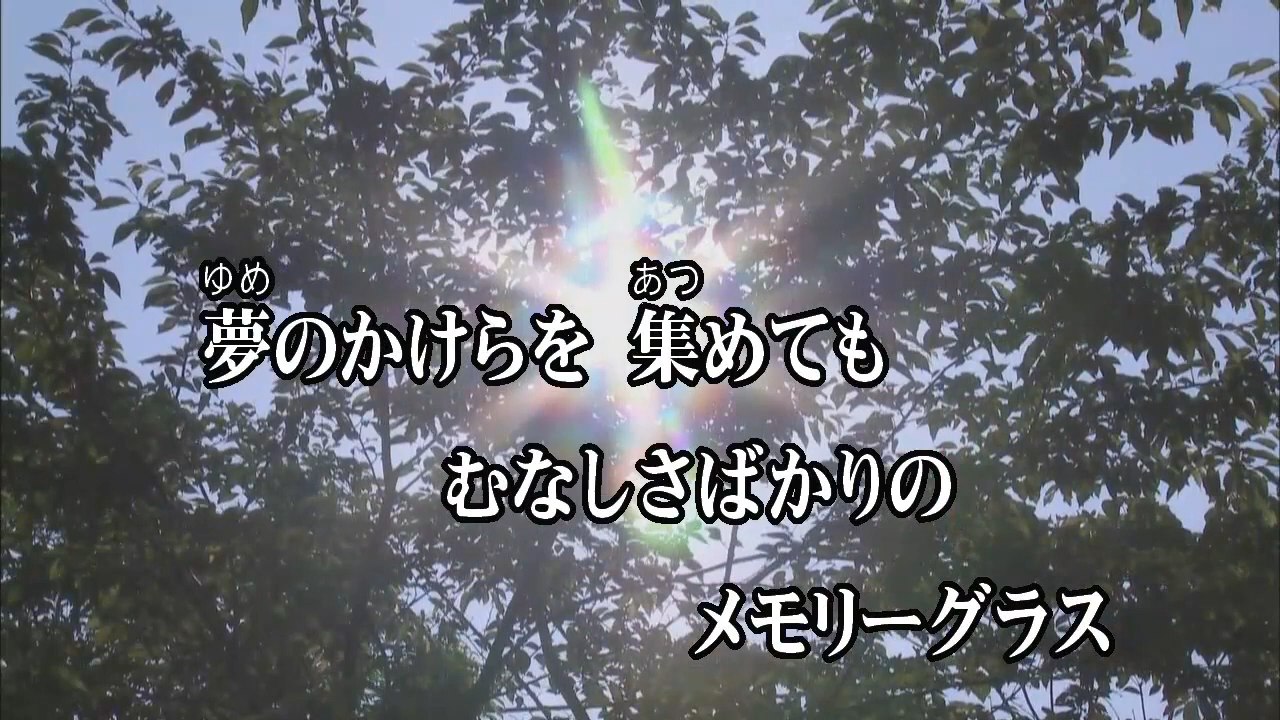 ゆめ あつ
夢のかけらを 集めても
むなしさばかりの
メモリーグラス